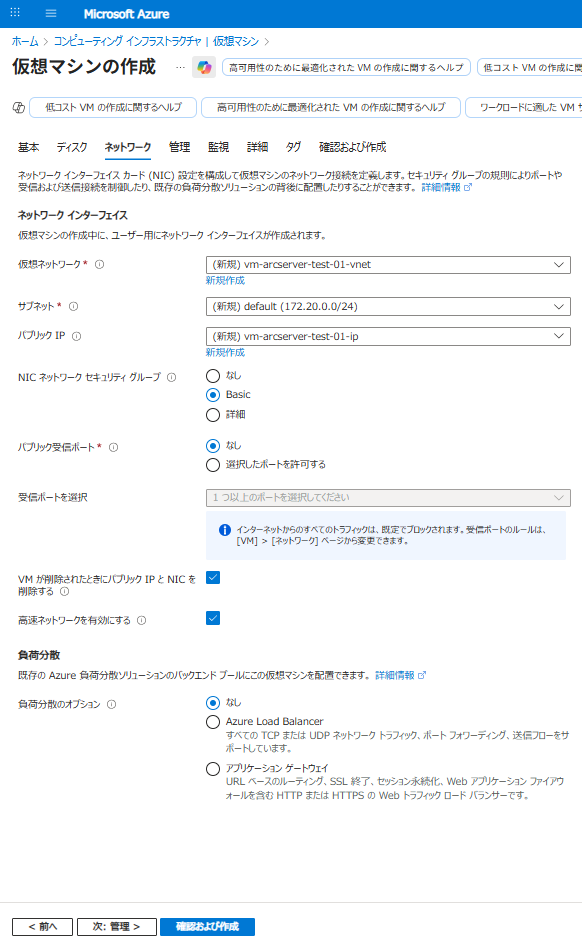 Microsoft Azure
ホーム > コンピューティング インフラストラクチャ | 仮想マシン >
仮想マシンの作成 ... 高可用性のために最適化された VM の作成に関するヘルプ 低コスト VM の作成に関
低コスト VM の作成に関するヘルプ 高可用性のために最適化された VM の作成に関するヘルプ ワークロードに適した VM サ
基本 ディスク ネットワーク 管理 監視 詳細 タグ 確認および作成
ネットワーク インターフェイス カード (NIC) 設定を構成して仮想マシンのネットワーク接続を定義します。セキュリティ グループの規則によりポートや
受信および送信接続を制御したり、既存の負荷分散ソリューションの背後に配置したりすることができます。 詳細情報
ネットワーク インターフェイス
仮想マシンの作成中に、ユーザー用にネットワーク インターフェイスが作成されます。
仮想ネットワーク * (新規) vm-arcserver-test-01-vnet
新規作成
サブネット * (新規) default (172.20.0.0/24)
パブリック IP (新規) vm-arcserver-test-01-ip
新規作成
NIC ネットワーク セキュリティ グループ なし
Basic
詳細
パブリック受信ポート * なし
選択したポートを許可する
受信ポートを選択 1 つ以上のポートを選択してください
インターネットからのすべてのトラフィックは、既定でブロックされます。受信ポートのルールは、
[VM] > [ネットワーク] ページから変更できます。
VM が削除されたときにパブリック IP と NIC を
削除する
高速ネットワークを有効にする
負荷分散
既存の Azure 負荷分散ソリューションのバックエンド プールにこの仮想マシンを配置できます。 詳細情報
負荷分散のオプション なし
Azure Load Balancer
すべての TCP または UDP ネットワーク トラフィック、ポート フォワーディング、送信フローをサ
ポートしています。
アプリケーション ゲートウェイ
URL ベースのルーティング、SSL 終了、セッション永続化、Web アプリケーション ファイアウ
ォールを含む HTTP または HTTPS の Web トラフィック ロード バランサーです。
< 前へ 次: 管理 > 確認および作成